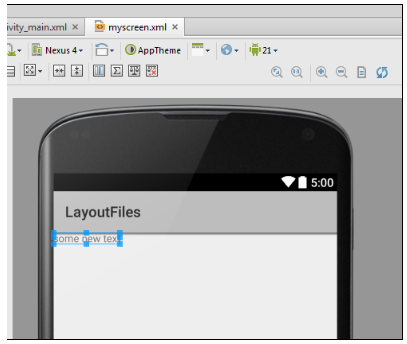 ivity_main.xml × myscreen.xml ×
Nexus 4 AppTheme 21
5:00
LayoutFiles
some new text